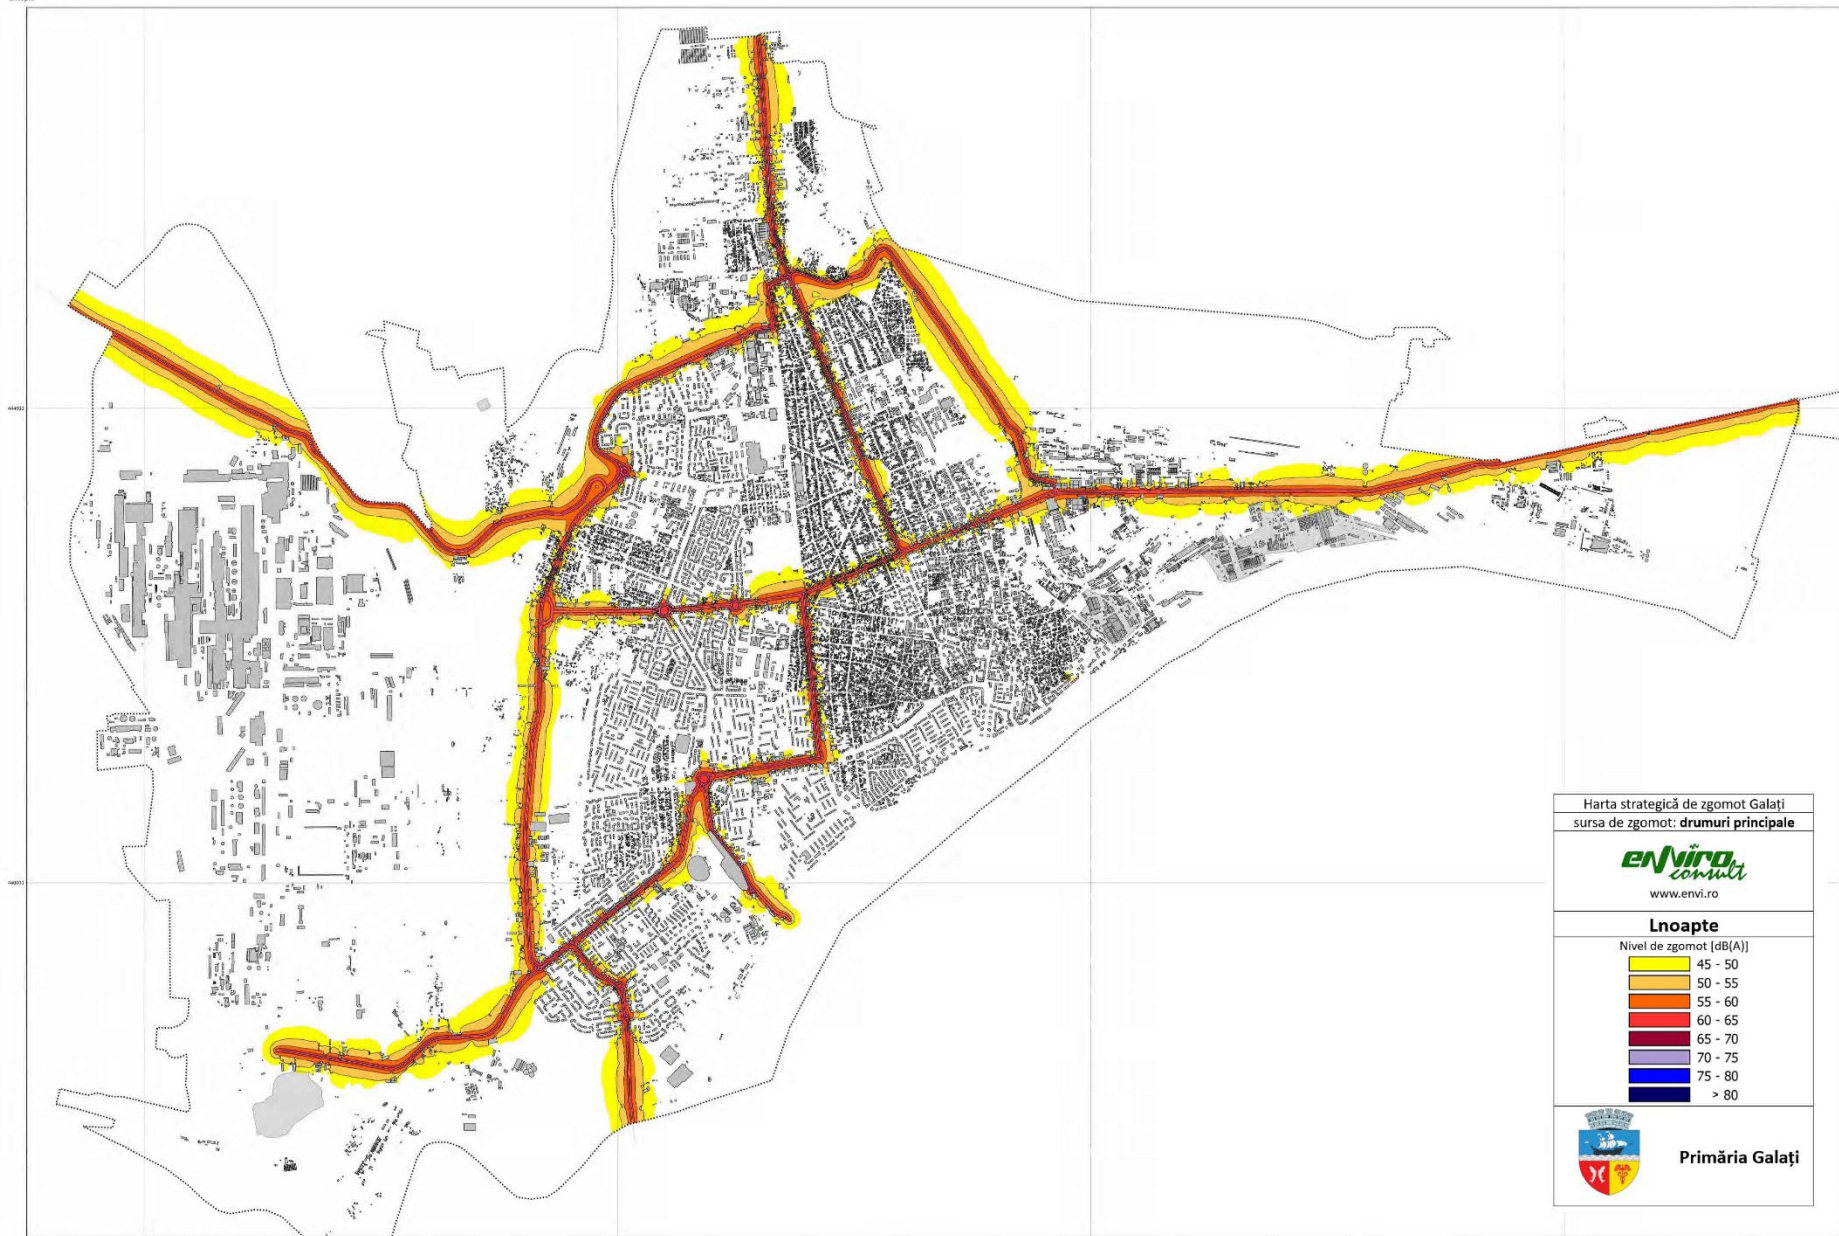 Harta strategică de zgomot Galați
sursa de zgomot: drumuri principale
enviro
consult
www.envi.ro
Lnoapte
Nivel de zgomot [dB(A)]
45 - 50
50 - 55
55 - 60
60 - 65
65 - 70
70 - 75
75 - 80
> 80
Primăria Galați